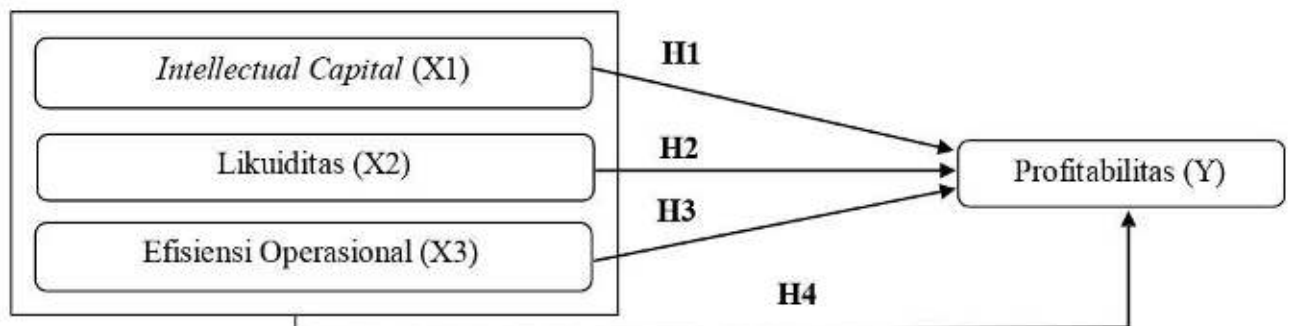 Intellectual Capital (X1)
H1
Likuiditas (X2)
H2
Profitabilitas (Y)
H3
Efisiensi Operasional (X3)
H4